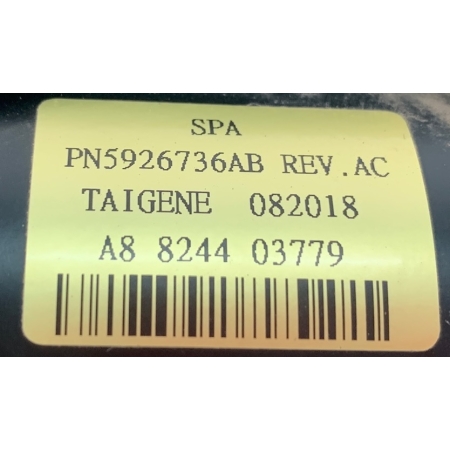 SPA
PN5926736AB REV.AC
TAIGENE 082018
A8 8244 03779